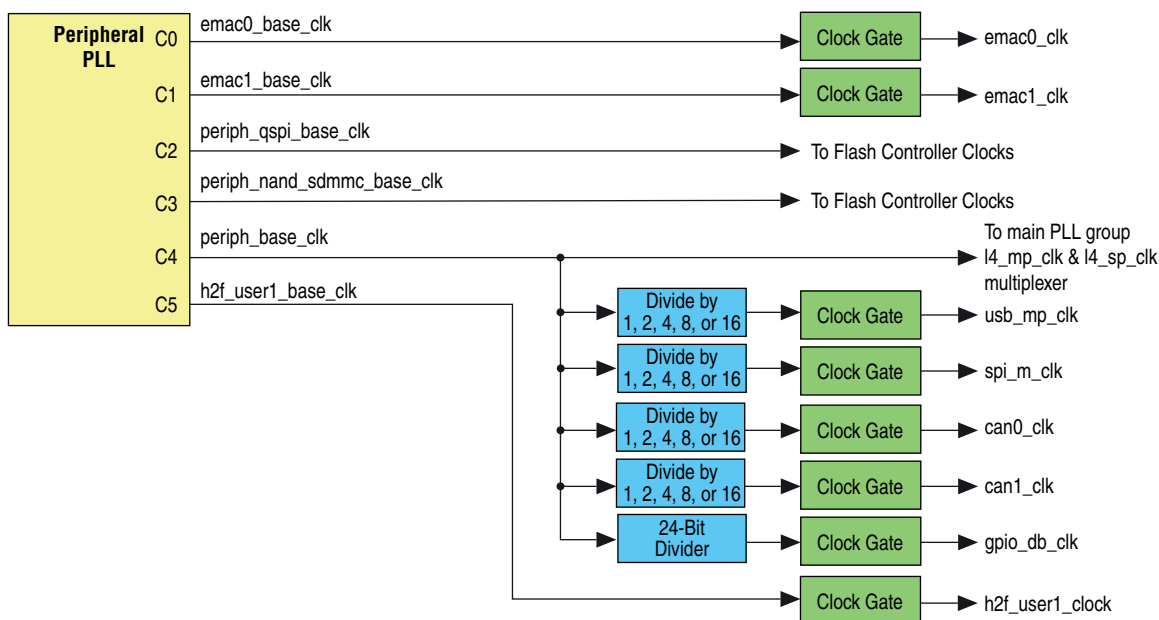 Peripheral
PLL
C0
emac0_base_clk
Clock Gate
emac0_clk
C1
emac1_base_clk
Clock Gate
emac1_clk
C2
periph_qspi_base_clk
To Flash Controller Clocks
C3
periph_nand_sdmmc_base_clk
To Flash Controller Clocks
C4
periph_base_clk
To main PLL group
l4_mp_clk & l4_sp_clk
multiplexer
C5
h2f_user1_base_clk
Divide by
1, 2, 4, 8, or 16
Clock Gate
usb_mp_clk
Divide by
1, 2, 4, 8, or 16
Clock Gate
spi_m_clk
Divide by
1, 2, 4, 8, or 16
Clock Gate
can0_clk
Divide by
1, 2, 4, 8, or 16
Clock Gate
can1_clk
24-Bit
Divider
Clock Gate
gpio_db_clk
Clock Gate
h2f_user1_clock